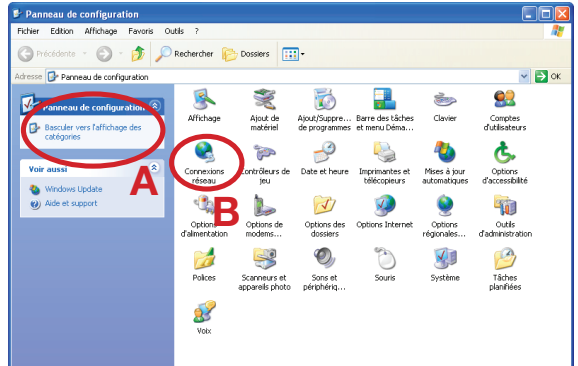 Panneau de configuration
Fichier Edition Affichage Favoris Outils ?
Précédente Rechercher Dossiers
Adresse Panneau de configuration OK
Panneau de configuration
Basculer vers l'affichage des
catégories
A
Voir aussi
Windows Update
Aide et support
Affichage
Ajout de
matériel
Ajout/Suppre...
de programmes
Barre des tâches
et menu Déma...
Clavier
Comptes
d'utilisateurs
Connexions
réseau
B
Contrôleurs de
jeu
Date et heure
Imprimantes et
télécopieurs
Mises à jour
automatiques
Options
d'accessibilité
Options
d'alimentation
Options de
modems...
Options des
dossiers
Options Internet
Options
régionales...
Outils
d'administration
Polices
Scanneurs et
appareils photo
Sons et
périphériq...
Souris
Système
Tâches
planifiées
Voix